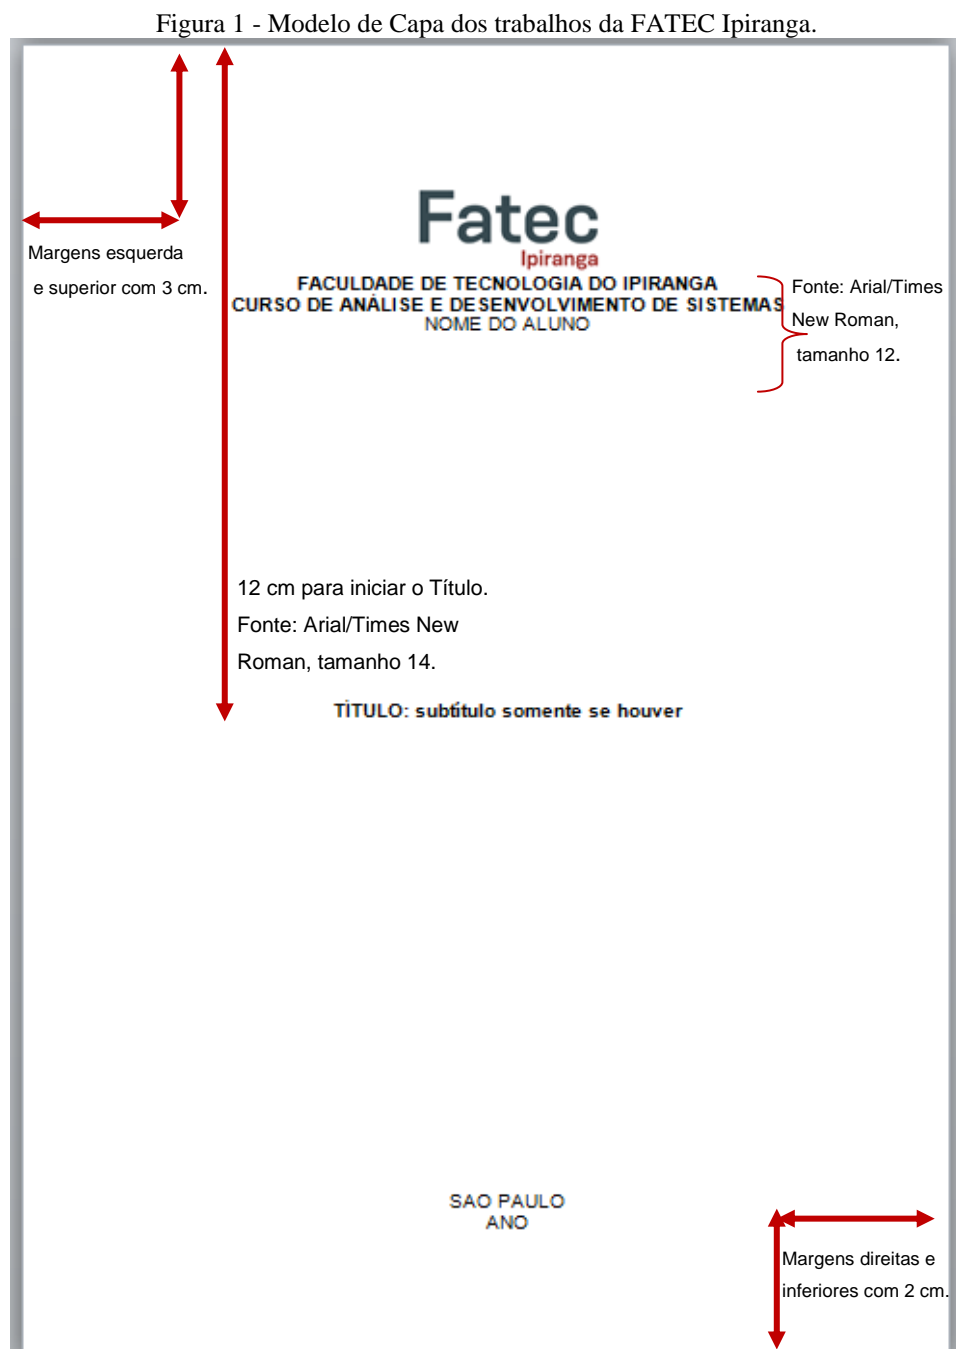 Figura 1 - Modelo de Capa dos trabalhos da FATEC Ipiranga.
Fatec
Ipiranga
Margens esquerda
e superior com 3 cm.
FACULDADE DE TECNOLOGIA DO IPIRANGA
CURSO DE ANÁLISE E DESENVOLVIMENTO DE SISTEMAS
NOME DO ALUNO
Fonte: Arial/Times
New Roman,
tamanho 12.
12 cm para iniciar o Título.
Fonte: Arial/Times New
Roman, tamanho 14.
TÍTULO: subtítulo somente se houver
SAO PAULO
ANO
Margens direitas e
inferiores com 2 cm.